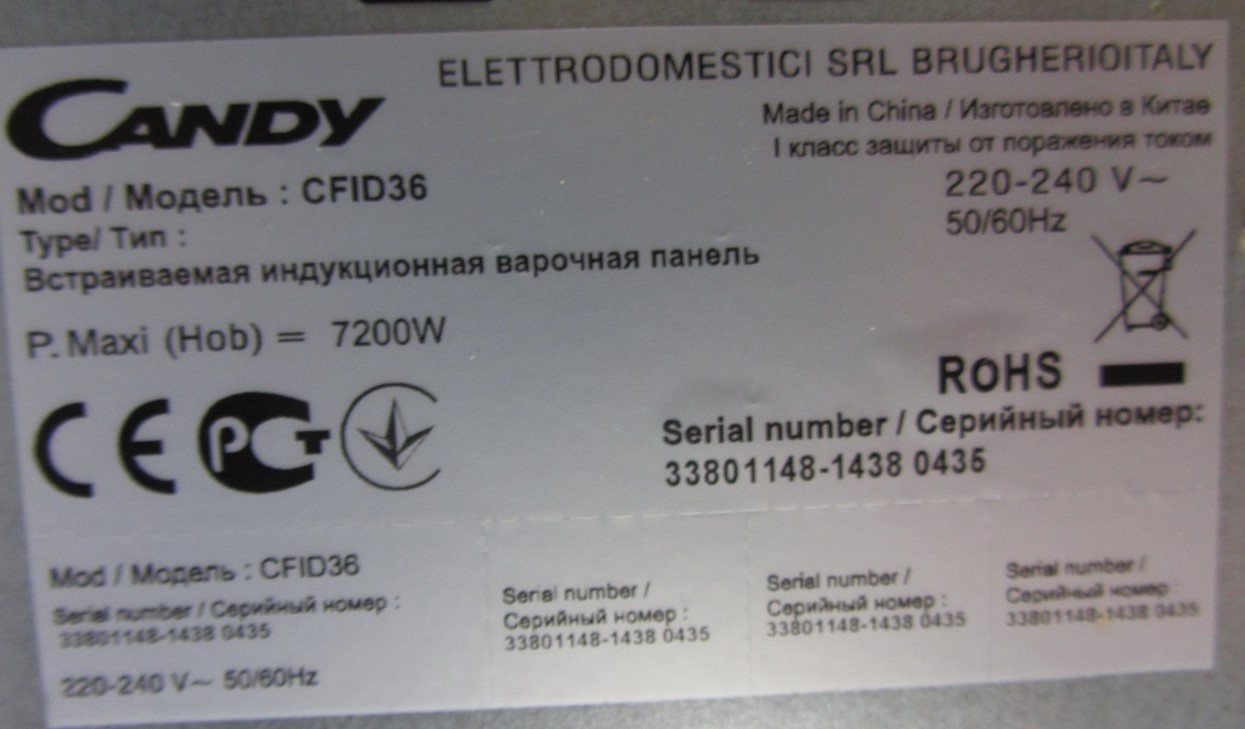 CANDY
ELETTRODOMESTICI SRL BRUGHERIOITALY
Made in China / Изготовлено в Китае
I класс защиты от поражения током
220-240 V~
50/60Hz
Mod / Модель : CFID36
Type/ Тип :
Встраиваемая индукционная варочная панель
P. Maxi (Hob) = 7200W
CE РСТ
RoHS
Serial number / Серийный номер:
33801148-1438 0435
Mod / Модель : CFID36
Serial number / Серийный номер :
33801148-1438 0435
220-240 V~ 50/60Hz
Serial number /
Серийный номер :
33801148-1438 0435
Serial number /
Серийный номер :
33801148-1438 0435
Serial number /
Серийный номер :
33801148-1438 0435